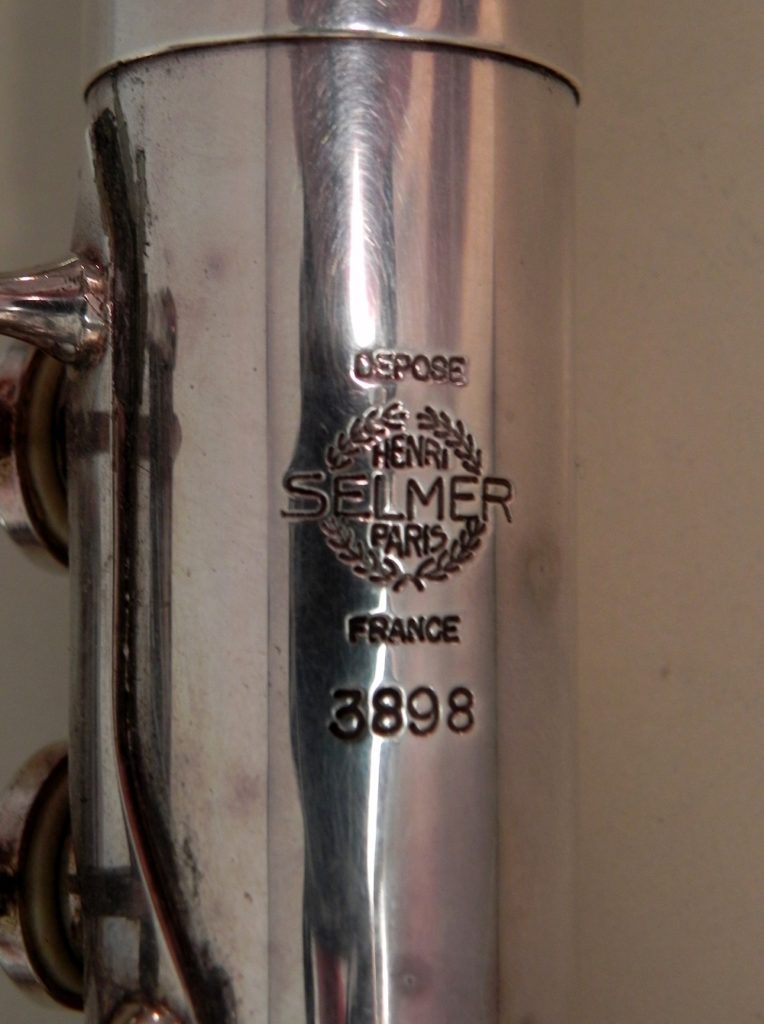 DEPOSE
HENRI
SELMER
PARIS
FRANCE
3898